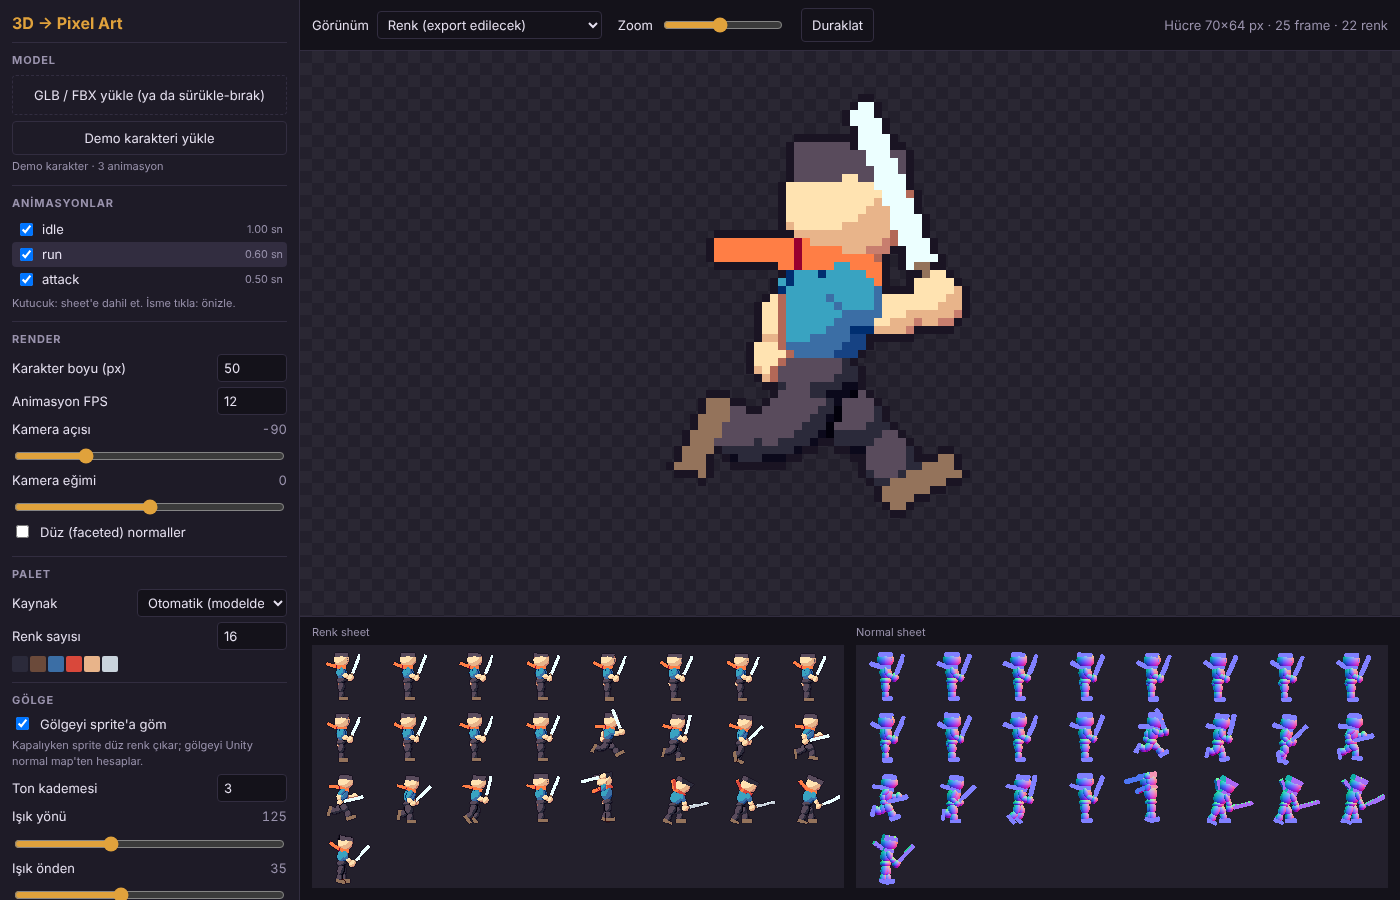 3D → Pixel Art
MODEL
GLB / FBX yükle (ya da sürükle-bırak)
Demo karakteri yükle
Demo karakter · 3 animasyon
ANİMASYONLAR
idle 1.00 sn
run 0.60 sn
attack 0.50 sn
Kutucuk: sheet'e dahil et. İsme tıkla: önizle.
RENDER
Karakter boyu (px) 50
Animasyon FPS 12
Kamera açısı -90
Kamera eğimi 0
Düz (faceted) normaller
PALET
Kaynak Otomatik (modelde
Renk sayısı 16
GÖLGE
Gölgeyi sprite'a göm
Kapalıyken sprite düz renk çıkar; gölgeyi Unity
normal map'ten hesaplar.
Ton kademesi 3
Işık yönü 125
Işık önden 35
Görünüm Renk (export edilecek) Zoom Duraklat Hücre 70×64 px · 25 frame · 22 renk
Renk sheet
Normal sheet